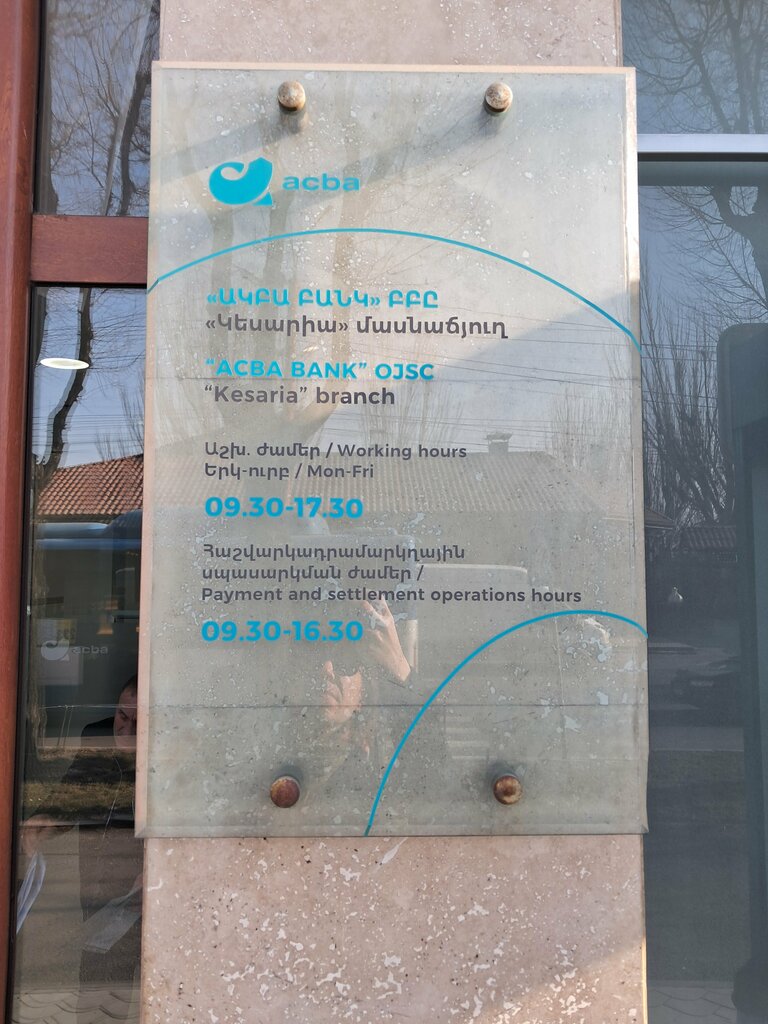 acba
«ԱԿԲԱ ԲԱՆԿ» ԲԲԸ
«Կեսարիա» մասնաճյուղ
“ACBA BANK” OJSC
“Kesaria” branch
Աշխ. ժամեր / Working hours
Երկ-ուրբ / Mon-Fri
09.30-17.30
Հաշվարկադրամարկղային
սպասարկման ժամեր /
Payment and settlement operations hours
09.30-16.30
acba